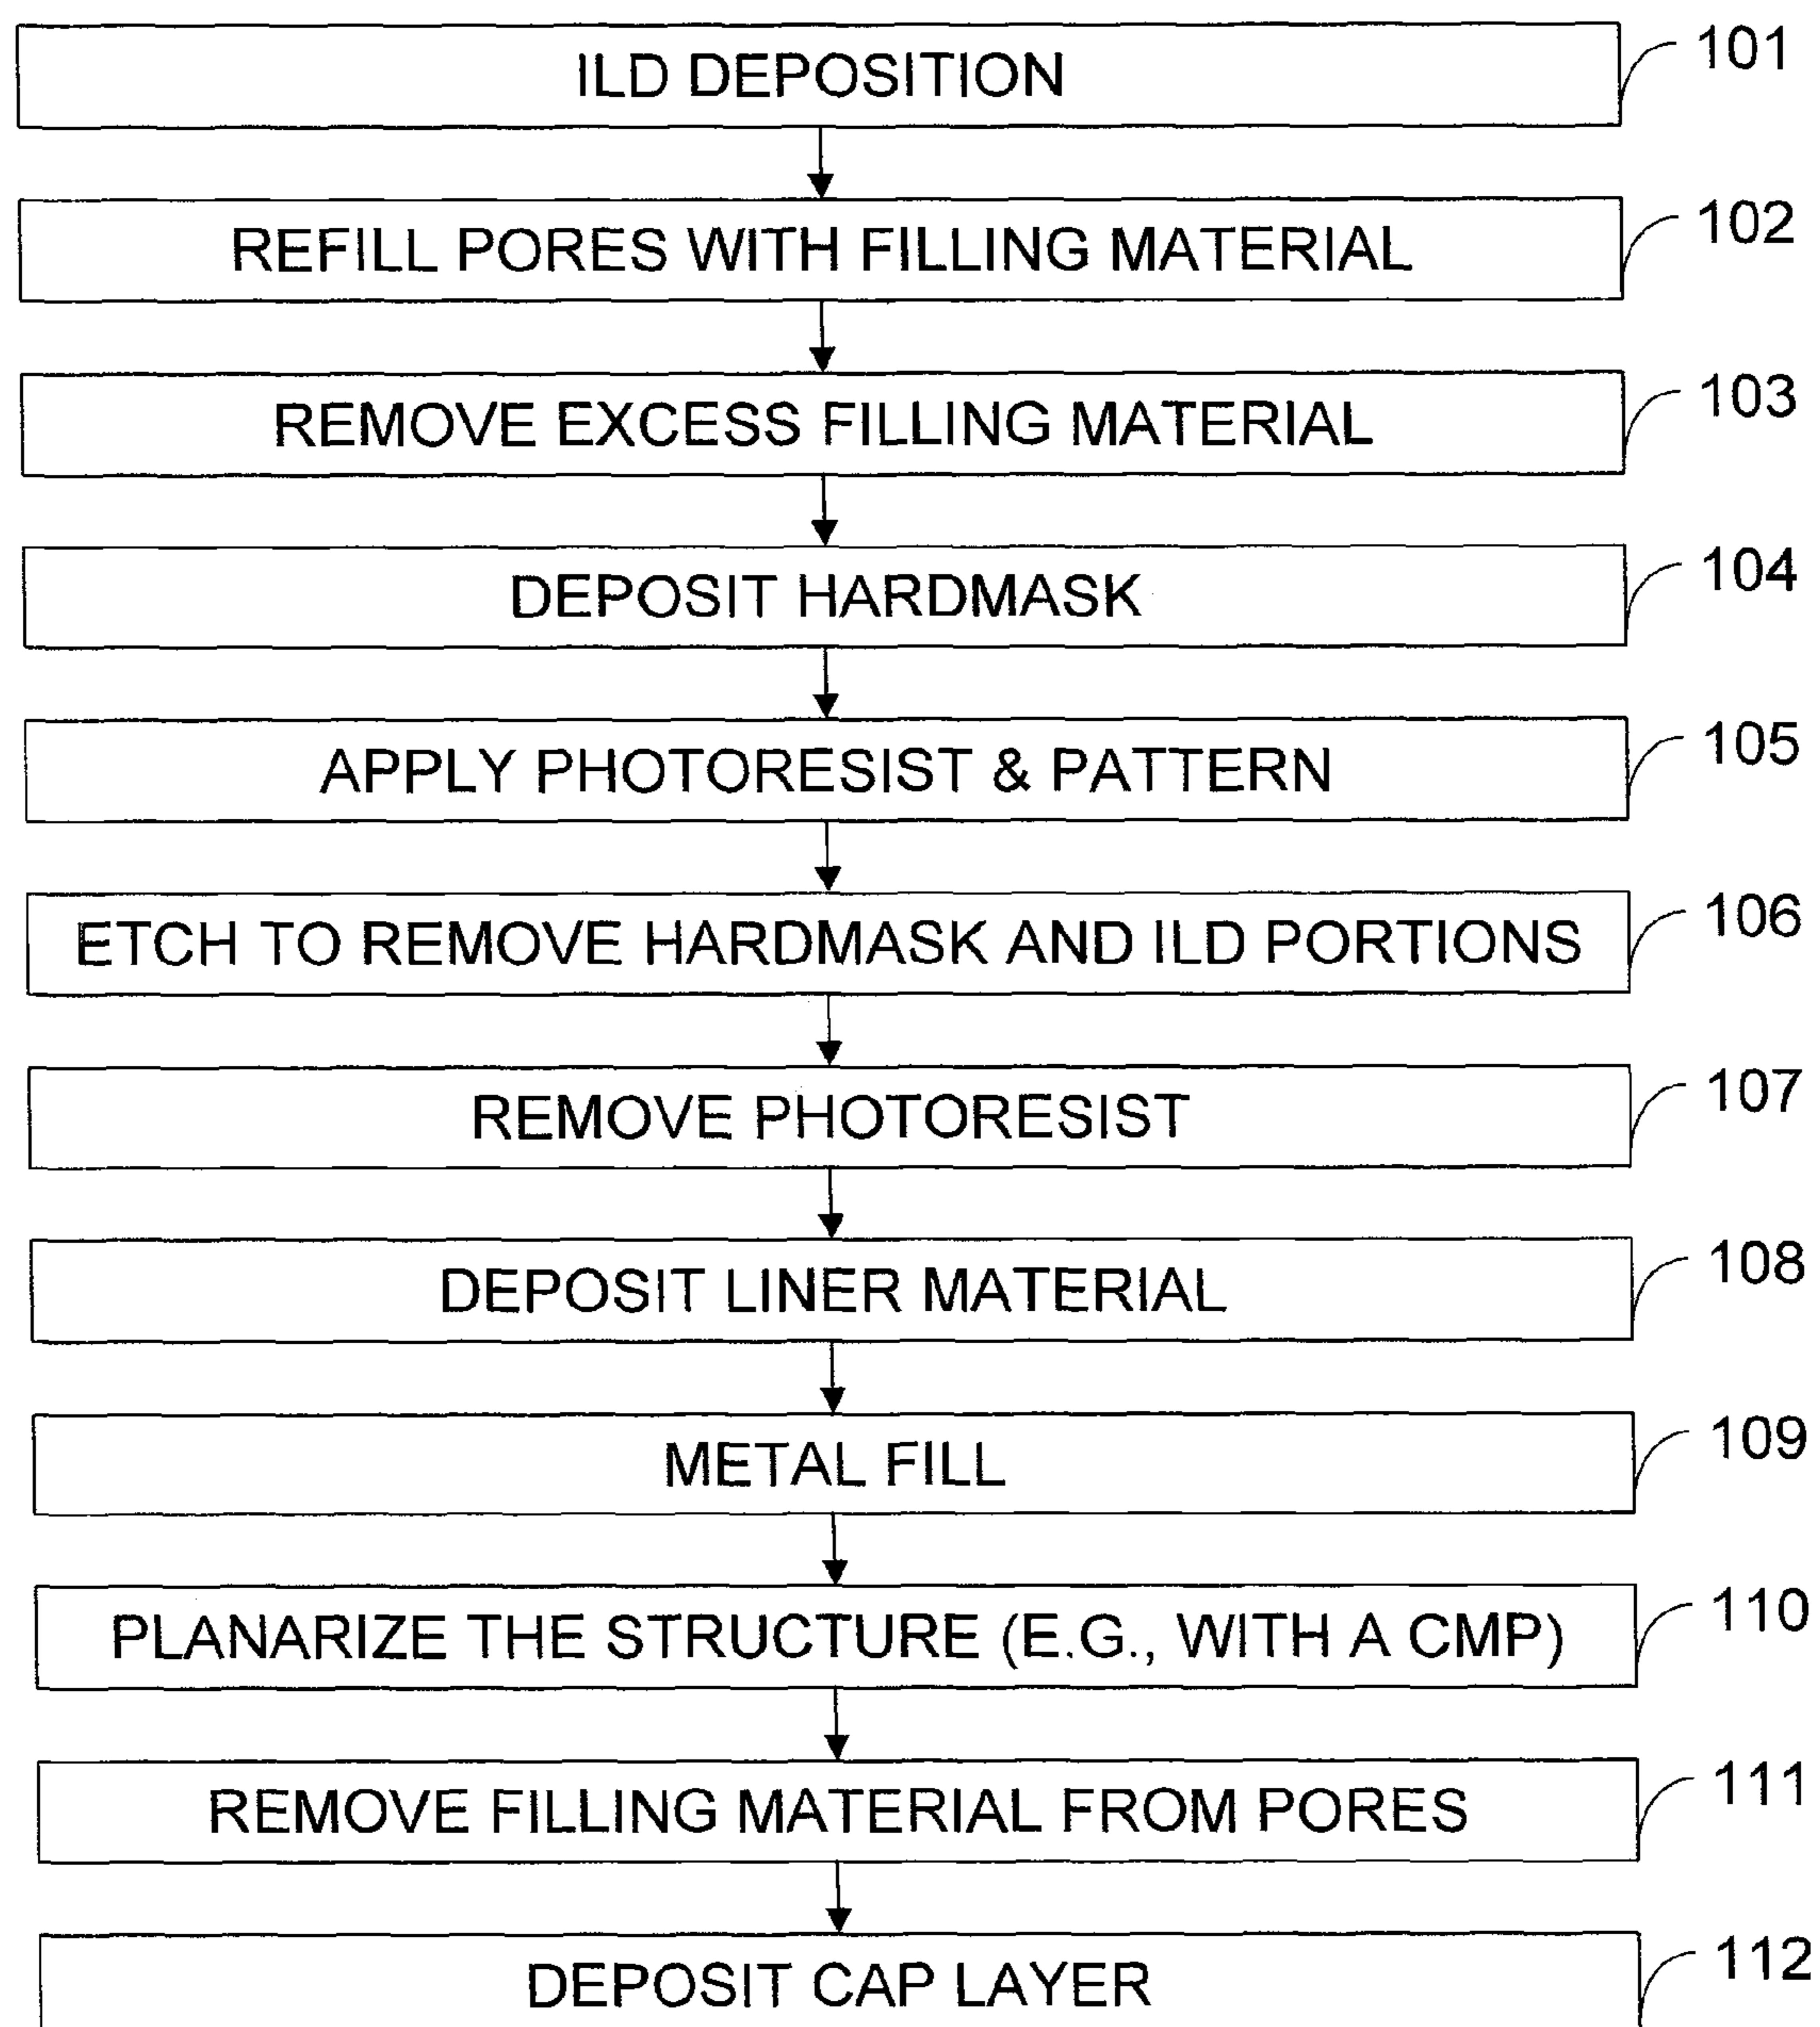 ILD DEPOSITION
101
REFILL PORES WITH FILLING MATERIAL
102
REMOVE EXCESS FILLING MATERIAL
103
DEPOSIT HARDMASK
104
APPLY PHOTORESIST & PATTERN
105
ETCH TO REMOVE HARDMASK AND ILD PORTIONS
106
REMOVE PHOTORESIST
107
DEPOSIT LINER MATERIAL
108
METAL FILL
109
PLANARIZE THE STRUCTURE (E.G., WITH A CMP)
110
REMOVE FILLING MATERIAL FROM PORES
111
DEPOSIT CAP LAYER
112